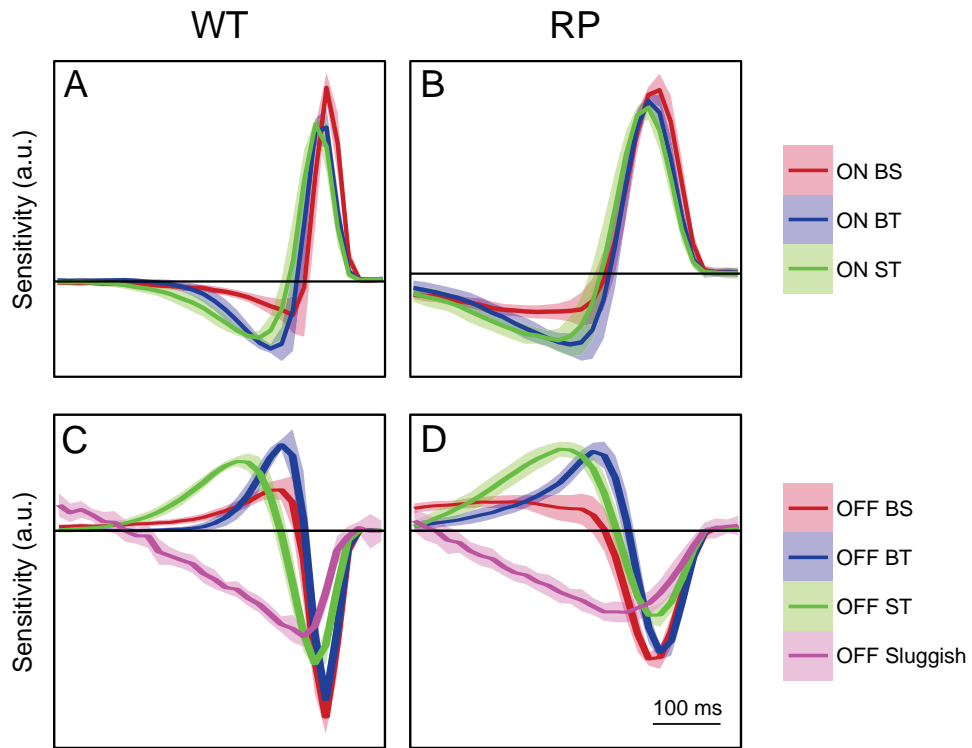 WT
RP
A
B
Sensitivity (a.u.)
ON BS
ON BT
ON ST
C
D
Sensitivity (a.u.)
100 ms
OFF BS
OFF BT
OFF ST
OFF Sluggish